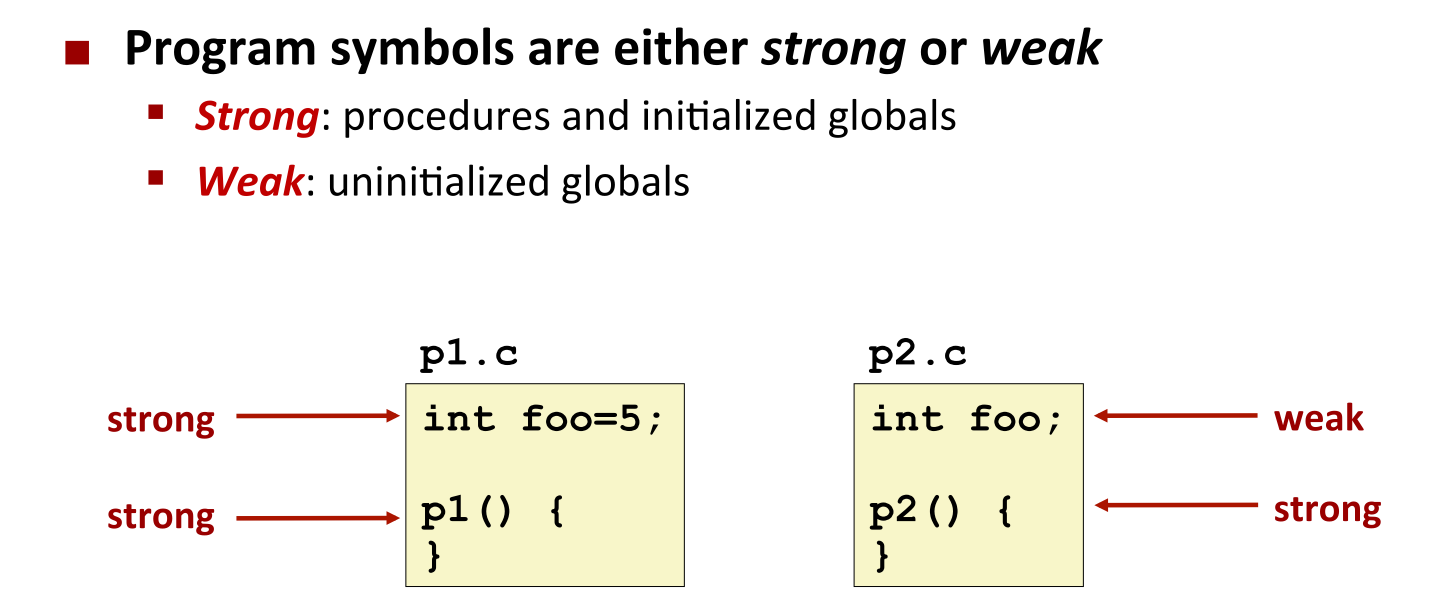 Program symbols are either strong or weak
Strong: procedures and initialized globals
Weak: uninitialized globals
p1.c
p2.c
strong
int foo=5;
int foo;
weak
strong
p1() {
p2() {
strong
}
}